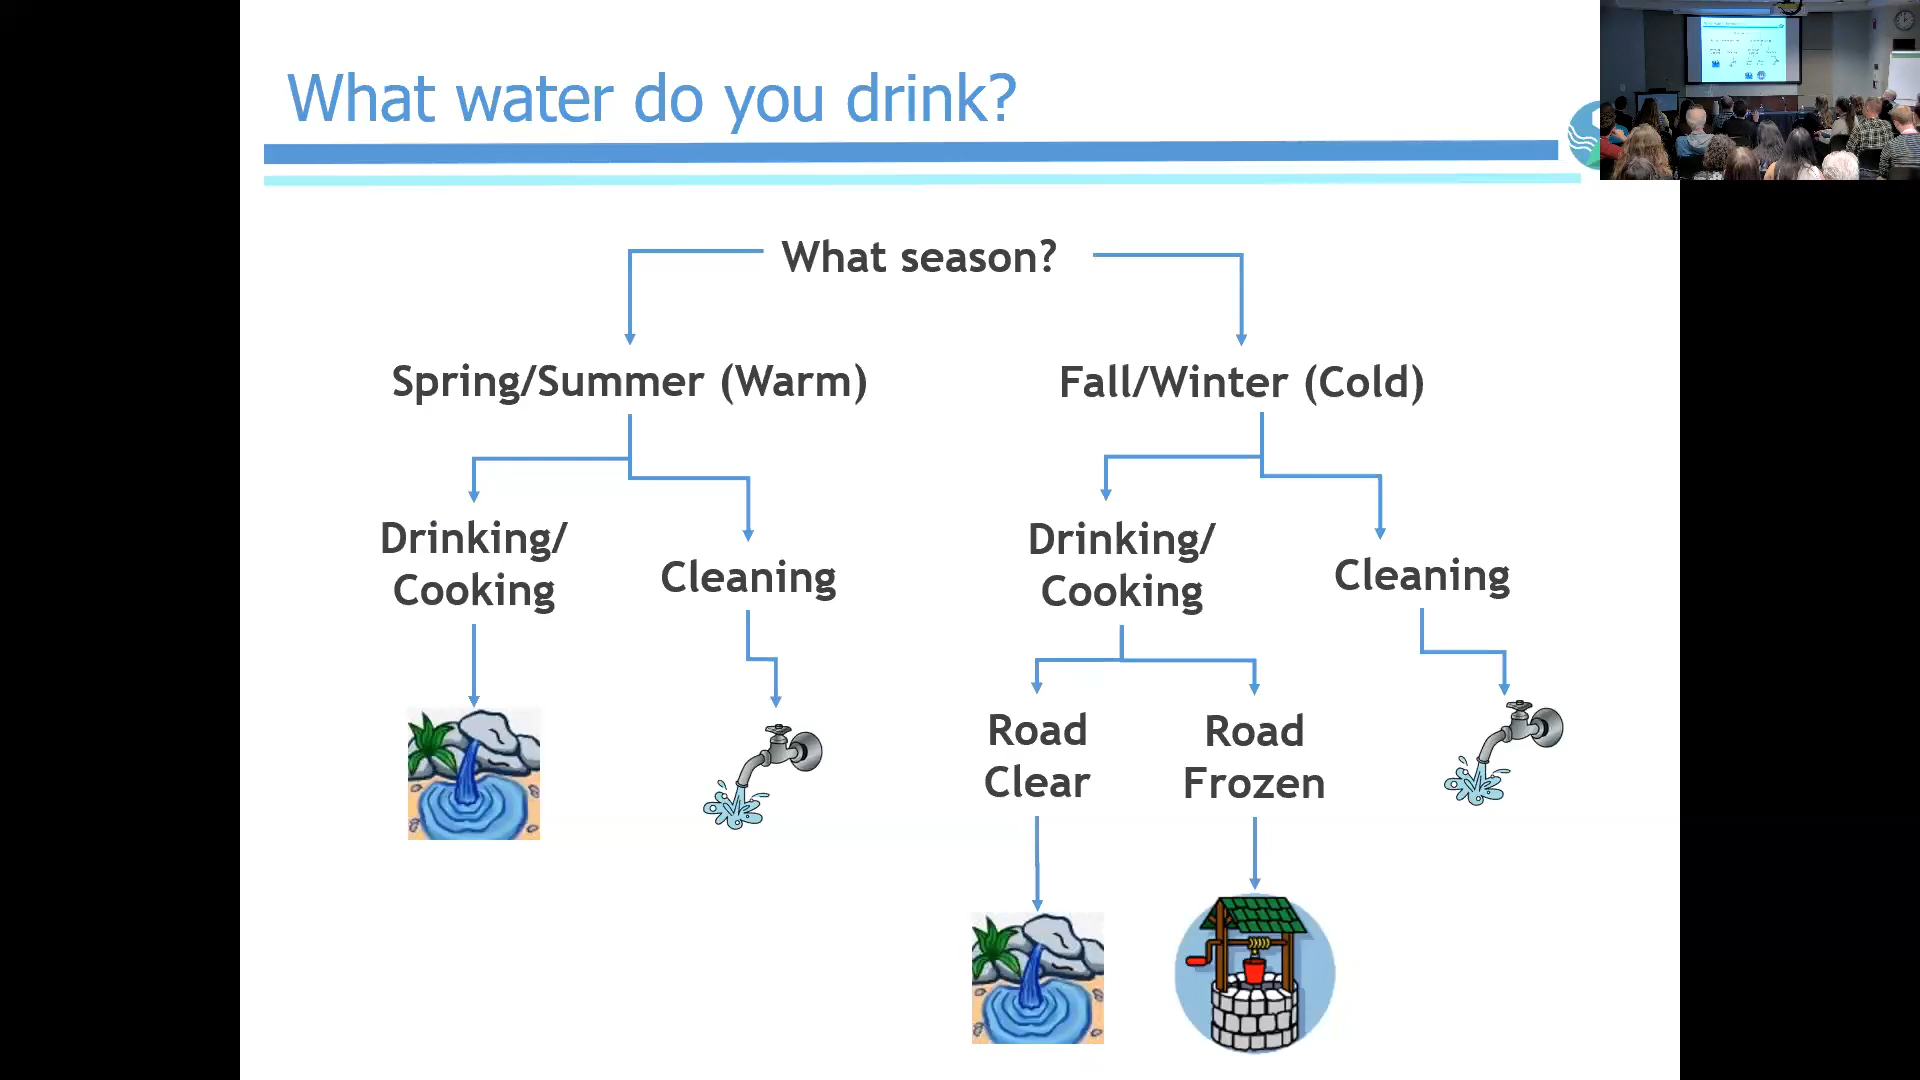 What water do you drink?
What season?
Spring/Summer (Warm)
Fall/Winter (Cold)
Drinking/
Cooking
Cleaning
Drinking/
Cooking
Cleaning
Road
Clear
Road
Frozen